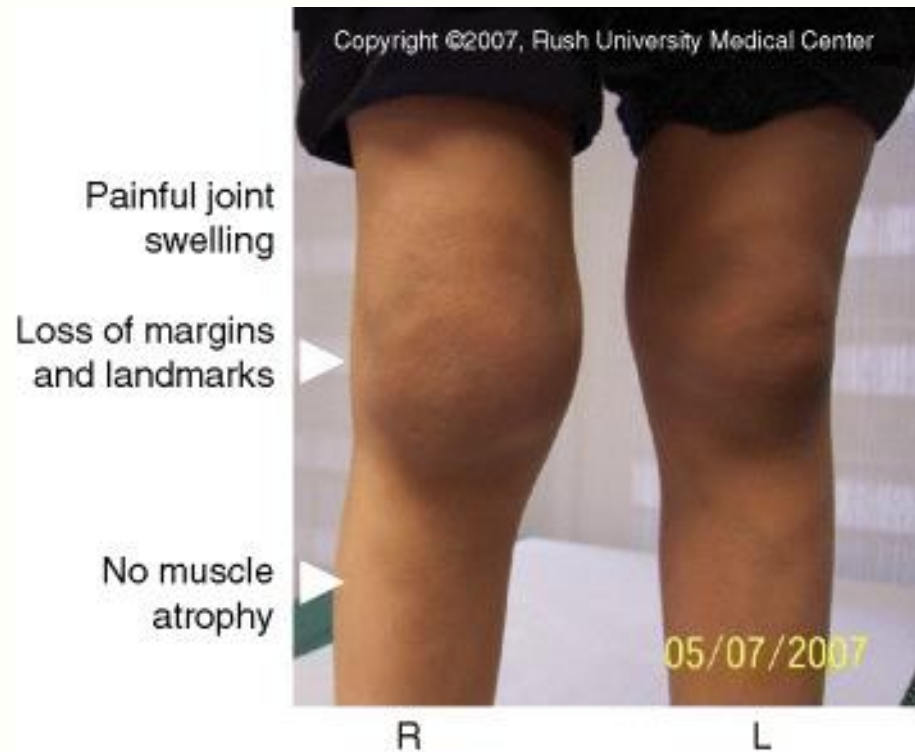 Copyright ©2007, Rush University Medical Center
Painful joint
swelling
Loss of margins
and landmarks
No muscle
atrophy
05/07/2007
R
L